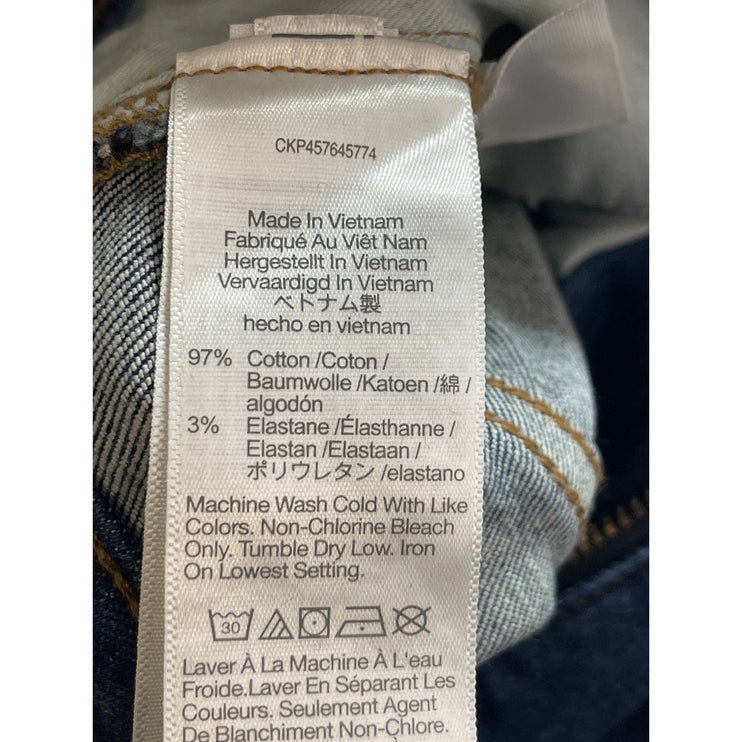 CKP457645774
Made In Vietnam
Fabriqué Au Viêt Nam
Hergestellt In Vietnam
Vervaardigd In Vietnam
ベトナム製
hecho en vietnam
97% Cotton /Coton /
Baumwolle /Katoen /綿 /
algodón
3% Elastane /Élasthanne /
Elastan /Elastaan /
ポリウレタン /elastano
Machine Wash Cold With Like
Colors. Non-Chlorine Bleach
Only. Tumble Dry Low. Iron
On Lowest Setting.
30
Laver À La Machine À L'eau
Froide.Laver En Séparant Les
Couleurs. Seulement Agent
De Blanchiment Non-Chlore.